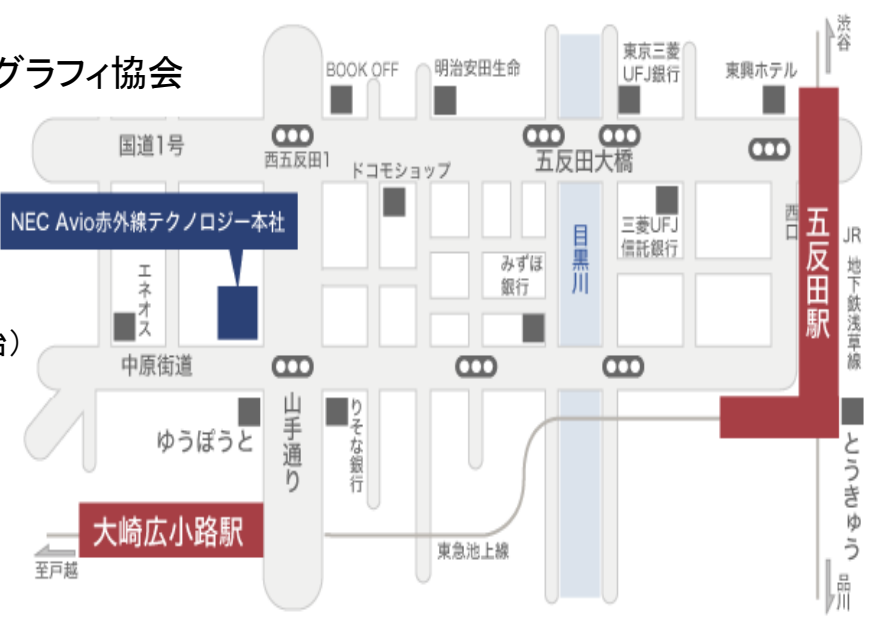 グラフィ協会
渋谷
BOOK OFF
明治安田生命
東京三菱
UFJ銀行
東興ホテル
国道1号
西五反田1
五反田大橋
ドコモショップ
NEC Avio赤外線テクノロジー本社
三菱UFJ
信託銀行
西口
五反田駅
JR 地下鉄浅草線
目黒川
みずほ
銀行
エネオス
台）
中原街道
山手通り
りそな銀行
ゆうぽうと
とうきゅう
大崎広小路駅
東急池上線
至戸越
品川